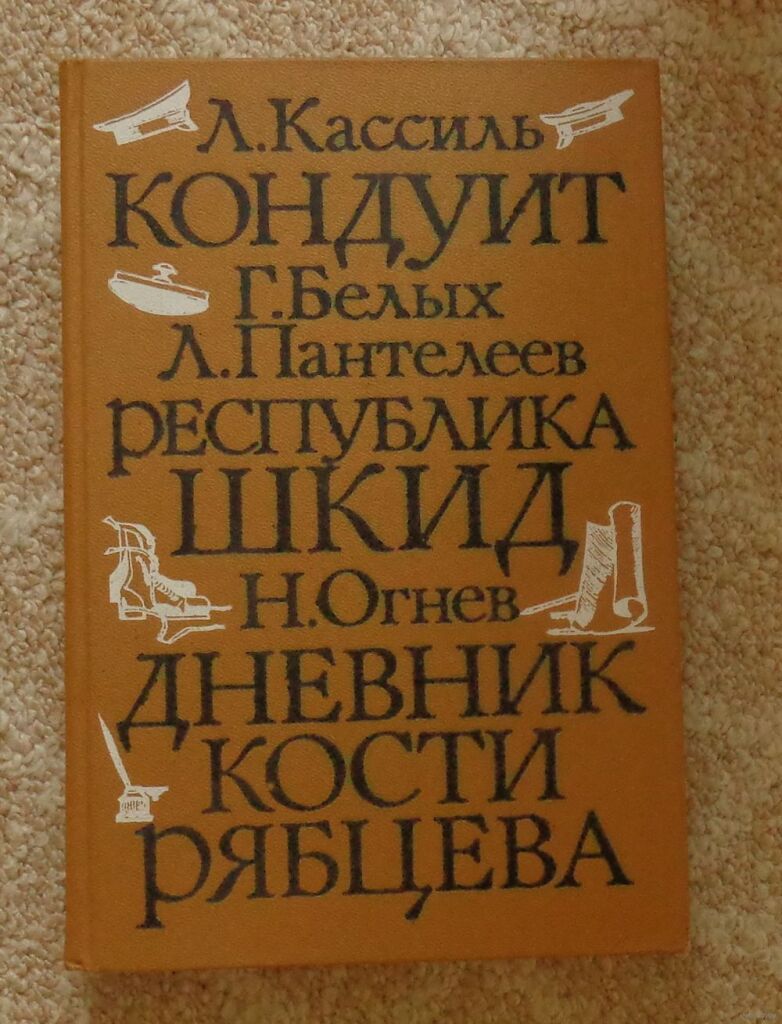 Л.Кассиль
КОНДУИТ
Г.Белых
Л.Пантелеев
РЕСПУБЛИКА
ШКИД
Н.Огнев
ДНЕВНИК
КОСТИ
РЯБЦЕВА